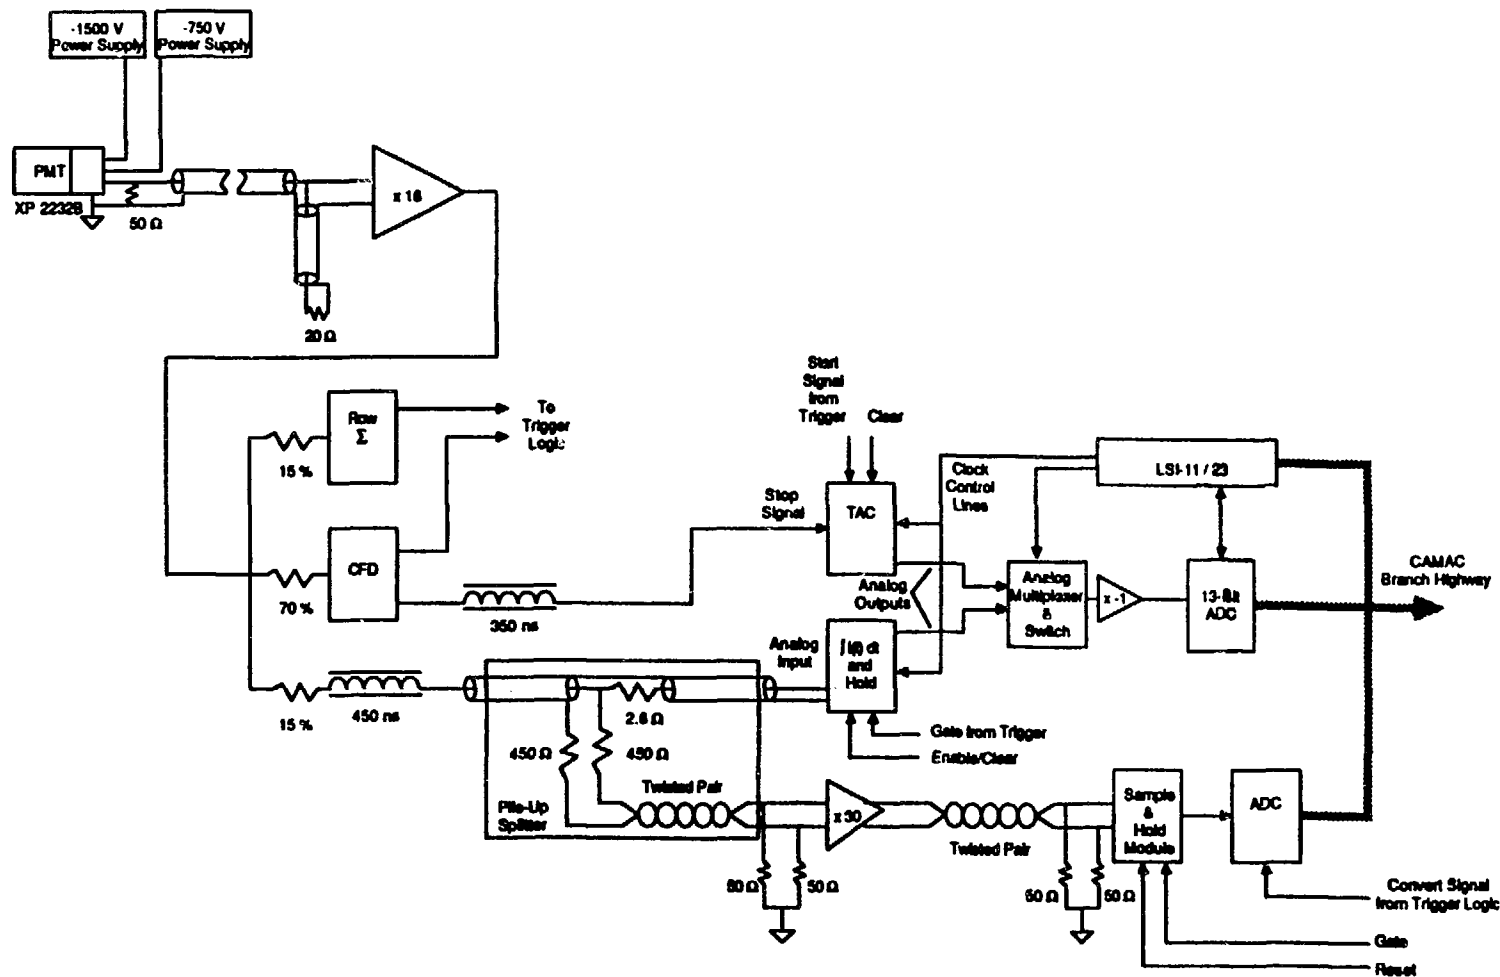 -1500 V
Power Supply
-750 V
Power Supply
PMT
XP 2232B
50 Ω
x 16
20 Ω
Row
Σ
15 %
To
Trigger
Logic
CFD
70 %
350 ns
15 %
450 ns
Start
Signal
from
Trigger
Clear
Stop
Signal
TAC
Clock
Control
Lines
LSI-11 / 23
Analog
Outputs
Analog
Multiplexer
&
Switch
x -1
13-Bit
ADC
CAMAC
Branch Highway
Analog
Input
∫ I(t) dt
and
Hold
Gate from Trigger
Enable/Clear
2.6 Ω
450 Ω
450 Ω
Twisted Pair
Pile-Up
Splitter
50 Ω
50 Ω
x 30
Twisted Pair
50 Ω
50 Ω
Sample
&
Hold
Module
ADC
Convert Signal
from Trigger Logic
Gate
Reset